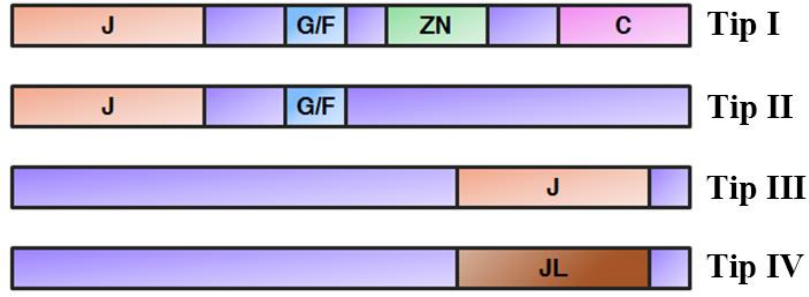 J G/F ZN C Tip I
J G/F Tip II
J Tip III
JL Tip IV